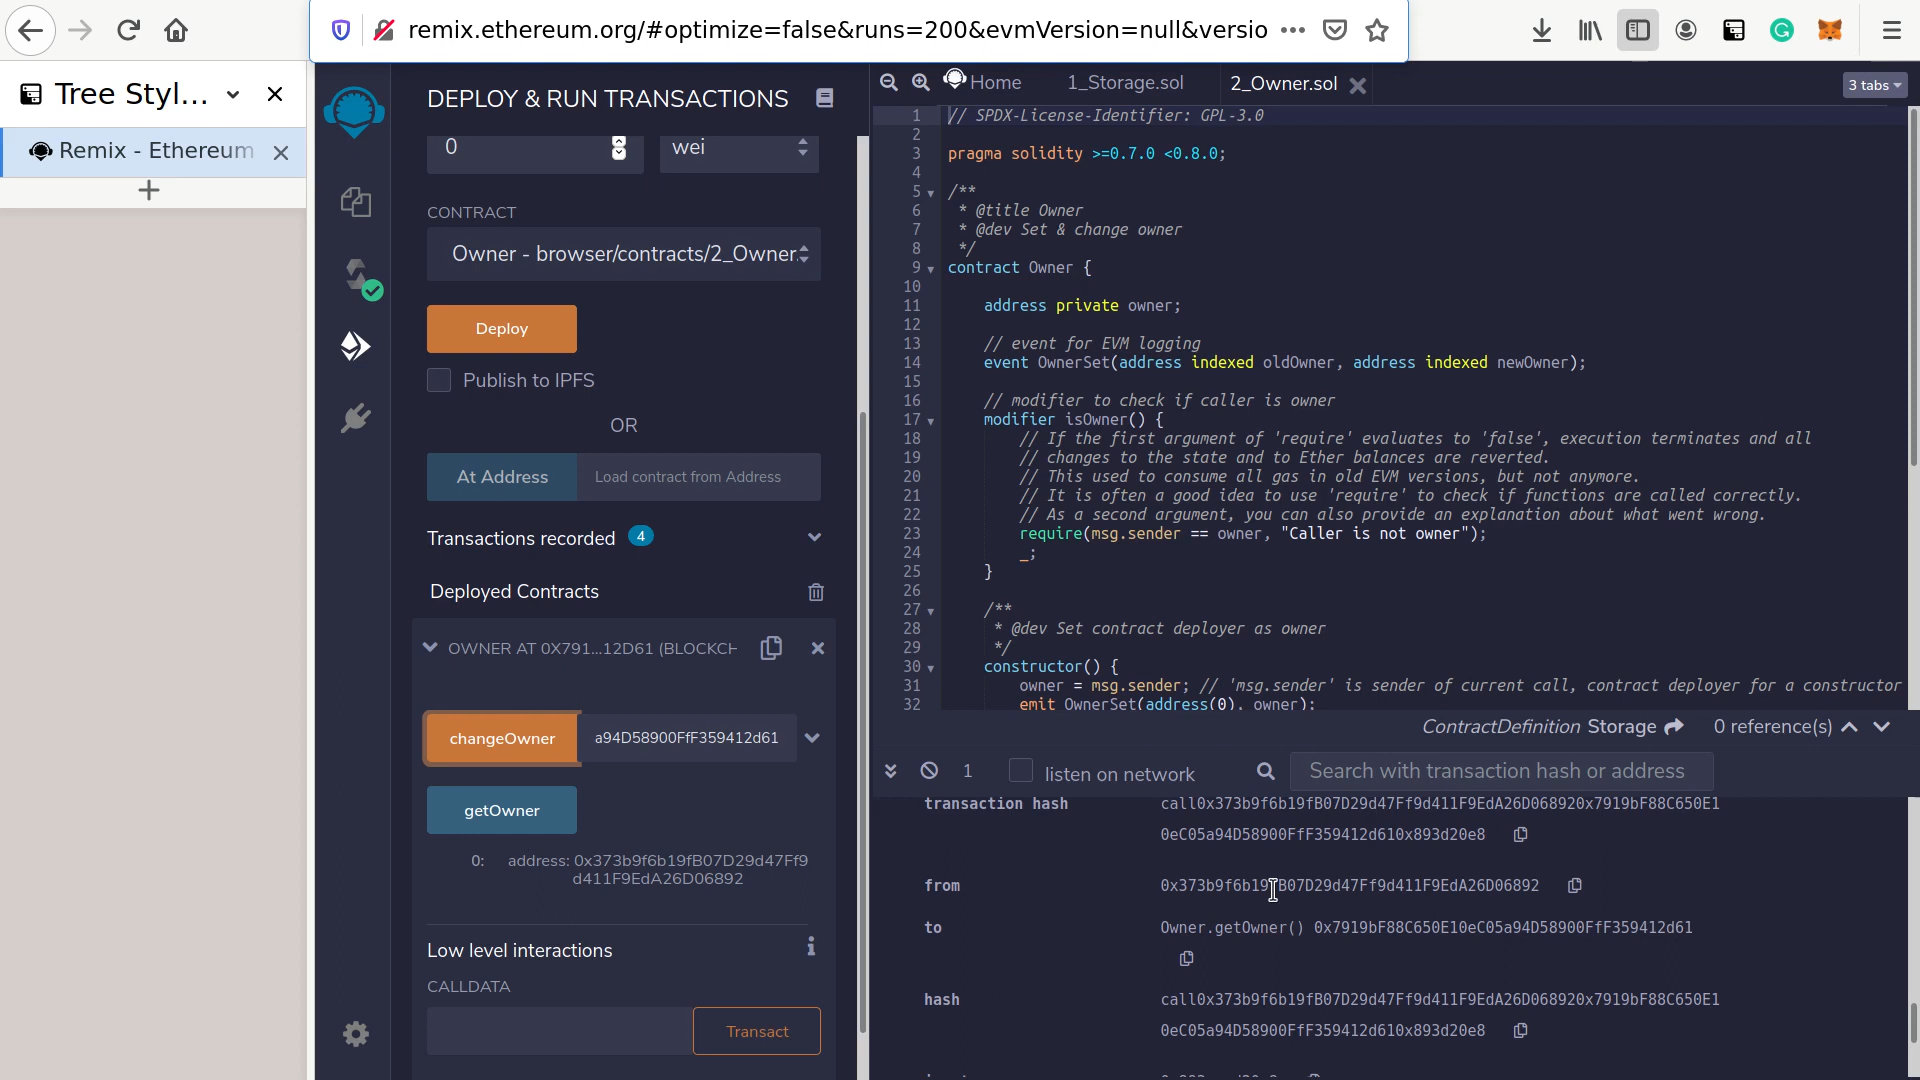 remix.ethereum.org/#optimize=false&runs=200&evmVersion=null&versio
Tree Styl...
Remix - Ethereum
DEPLOY & RUN TRANSACTIONS
0
wei
CONTRACT
Owner - browser/contracts/2_Owner.
Deploy
Publish to IPFS
OR
At Address
Load contract from Address
Transactions recorded 4
Deployed Contracts
OWNER AT 0X791...12D61 (BLOCKCH
changeOwner
a94D58900FfF359412d61
getOwner
0: address: 0x373b9f6b19fB07D29d47Ff9
d411F9EdA26D06892
Low level interactions
i
CALLDATA
Transact
Home
1_Storage.sol
2_Owner.sol
3 tabs
1 // SPDX-License-Identifier: GPL-3.0
2
3 pragma solidity >=0.7.0 <0.8.0;
4
5 /**
6 * @title Owner
7 * @dev Set & change owner
8 */
9 contract Owner {
10
11 address private owner;
12
13 // event for EVM logging
14 event OwnerSet(address indexed oldOwner, address indexed newOwner);
15
16 // modifier to check if caller is owner
17 modifier isOwner() {
18 // If the first argument of 'require' evaluates to 'false', execution terminates and all
19 // changes to the state and to Ether balances are reverted.
20 // This used to consume all gas in old EVM versions, but not anymore.
21 // It is often a good idea to use 'require' to check if functions are called correctly.
22 // As a second argument, you can also provide an explanation about what went wrong.
23 require(msg.sender == owner, "Caller is not owner");
24 _;
25 }
26
27 /**
28 * @dev Set contract deployer as owner
29 */
30 constructor() {
31 owner = msg.sender; // 'msg.sender' is sender of current call, contract deployer for a constructor
32 emit OwnerSet(address(0), owner);
ContractDefinition Storage 0 reference(s)
1
listen on network
Search with transaction hash or address
transaction hash call0x373b9f6b19fB07D29d47Ff9d411F9EdA26D068920x7919bF88C650E1
0eC05a94D58900FfF359412d610x893d20e8
from 0x373b9f6b19fB07D29d47Ff9d411F9EdA26D06892
to Owner.getOwner() 0x7919bF88C650E10eC05a94D58900FfF359412d61
hash call0x373b9f6b19fB07D29d47Ff9d411F9EdA26D068920x7919bF88C650E1
0eC05a94D58900FfF359412d610x893d20e8